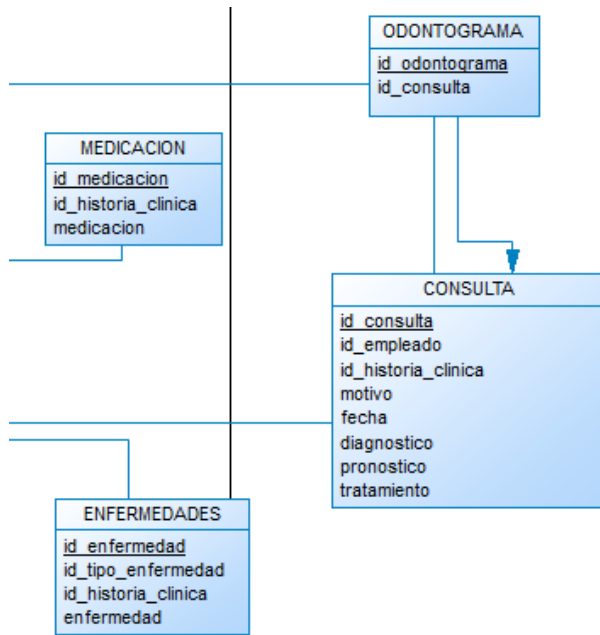 ODONTOGRAMA
id_odontograma
id_consulta
MEDICACION
id_medicacion
id_historia_clinica
medicacion
CONSULTA
id_consulta
id_empleado
id_historia_clinica
motivo
fecha
diagnostico
pronostico
tratamiento
ENFERMEDADES
id_enfermedad
id_tipo_enfermedad
id_historia_clinica
enfermedad